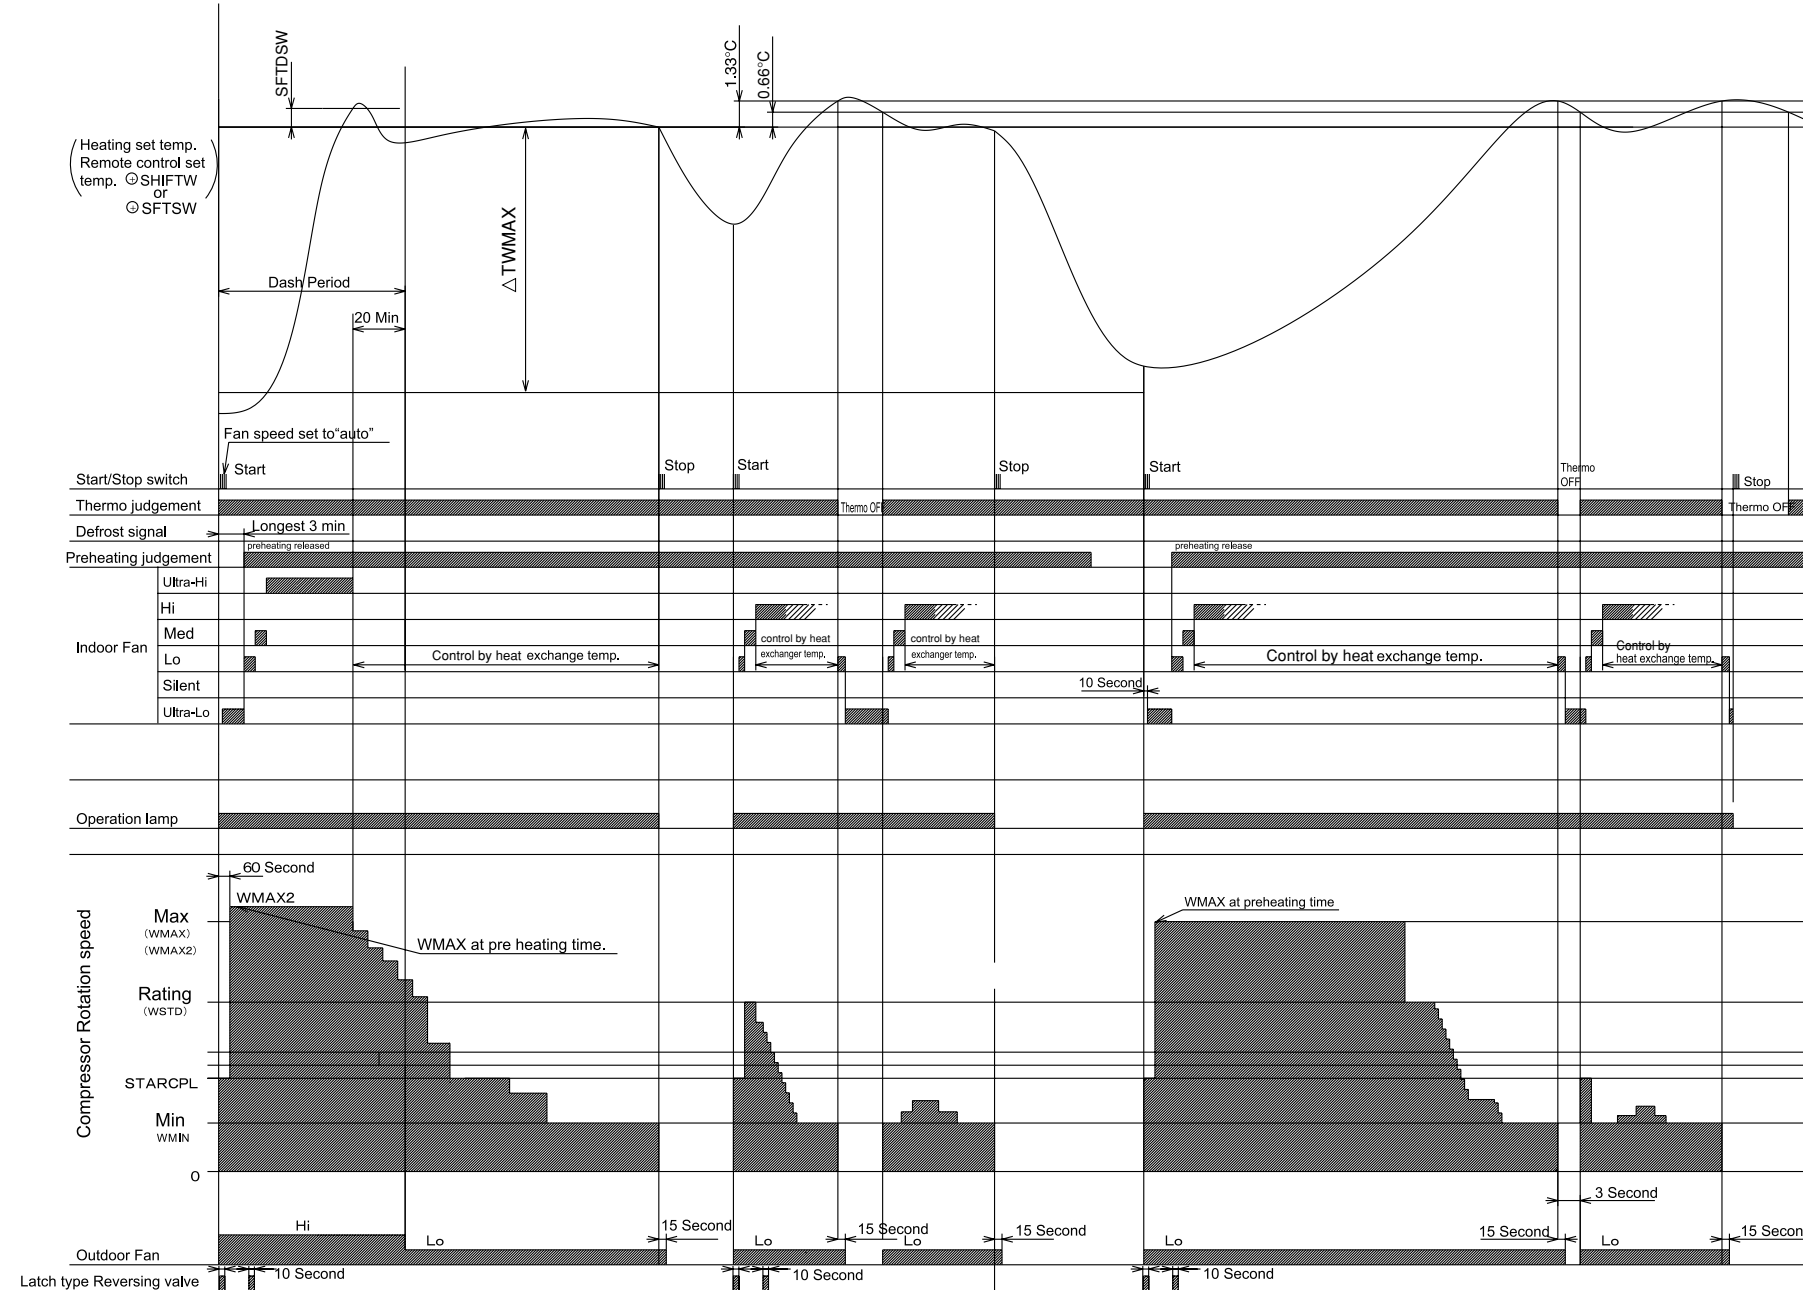 SFTDSW
1.33°C
0.66°C
Heating set temp.
Remote control set
temp. ⊕SHIFTW
or
⊕SFTSW
△TWMAX
Dash Period
20 Min
Fan speed set to“auto”
Start/Stop switch
Start
Stop
Start
Stop
Start
Thermo
OFF
Stop
Thermo judgement
Thermo OFF
Thermo OFF
Defrost signal
Longest 3 min
Preheating judgement
preheating released
preheating release
Indoor Fan
Ultra-Hi
Hi
Med
Lo
Silent
Ultra-Lo
Control by heat exchange temp.
control by heat
exchanger temp.
control by heat
exchanger temp.
Control by heat exchange temp.
Control by
heat exchange temp.
10 Second
Operation lamp
60 Second
Compressor Rotation speed
Max
(WMAX)
(WMAX2)
Rating
(WSTD)
STARCPL
Min
WMIN
0
WMAX2
WMAX at pre heating time.
WMAX at preheating time
3 Second
Outdoor Fan
Hi
Lo
15 Second
Lo
15 Second
Lo
15 Second
Lo
15 Second
Lo
15 Secon
Latch type Reversing valve
10 Second
10 Second
10 Second